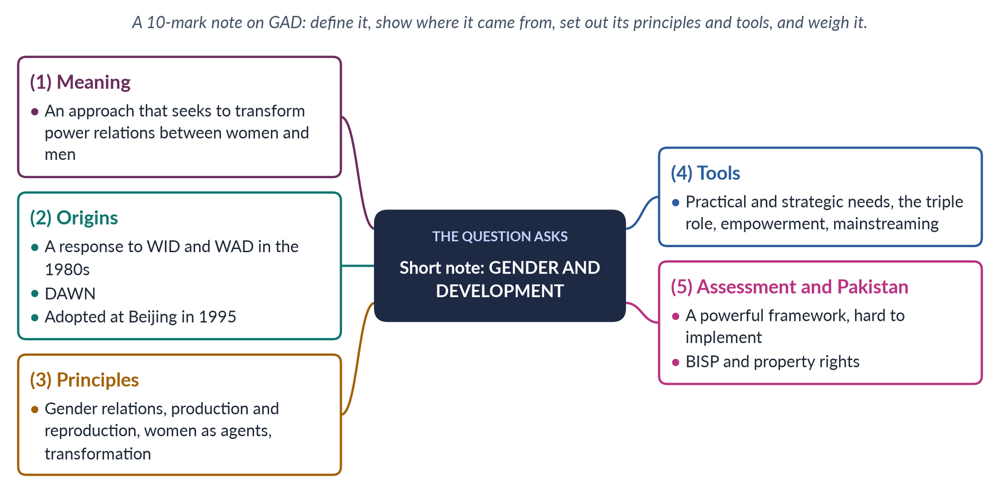 A 10-mark note on GAD: define it, show where it came from, set out its principles and tools, and weigh it.
(1) Meaning
● An approach that seeks to transform
power relations between women and
men
(2) Origins
● A response to WID and WAD in the
1980s
● DAWN
● Adopted at Beijing in 1995
(3) Principles
● Gender relations, production and
reproduction, women as agents,
transformation
THE QUESTION ASKS
Short note: GENDER AND
DEVELOPMENT
(4) Tools
● Practical and strategic needs, the triple
role, empowerment, mainstreaming
(5) Assessment and Pakistan
● A powerful framework, hard to
implement
● BISP and property rights